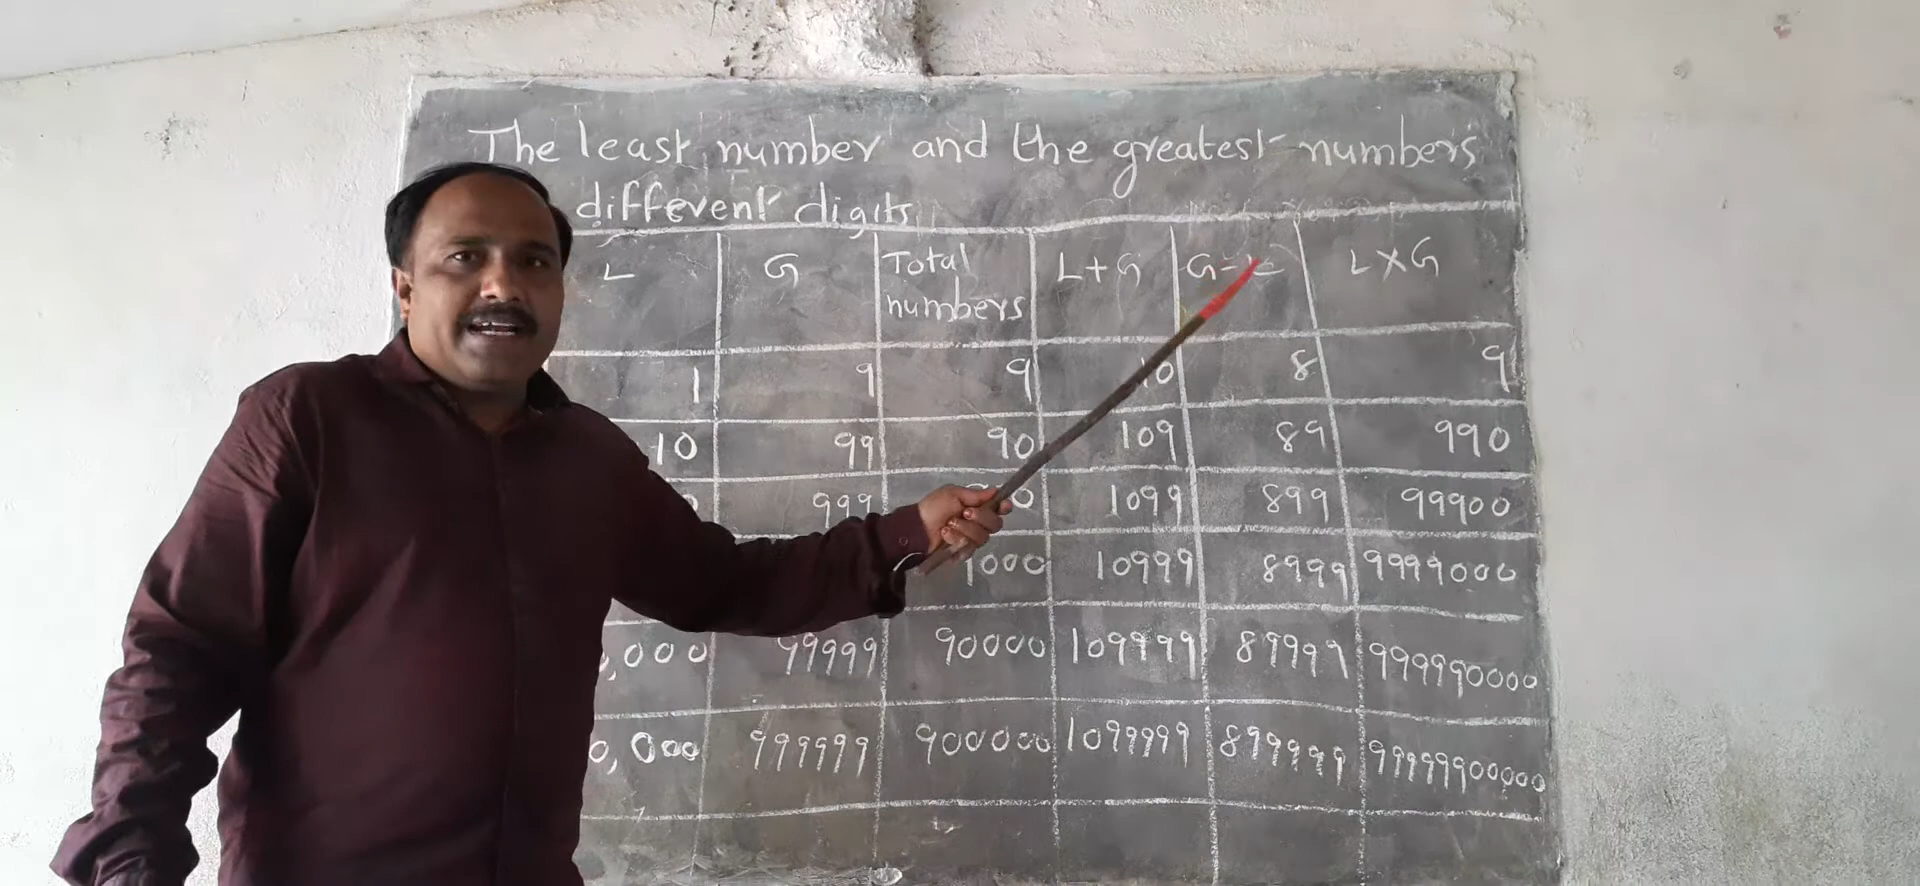 The least number and the greatest numbers
different digits
L G Total numbers L+G G-L L×G
1 9 9 10 8 9
10 99 90 109 89 990
999 1099 899 99900
10999 8999 9999000
99999 90000 109999 89999 999990000
999999 900000 1099999 899999 99999900000